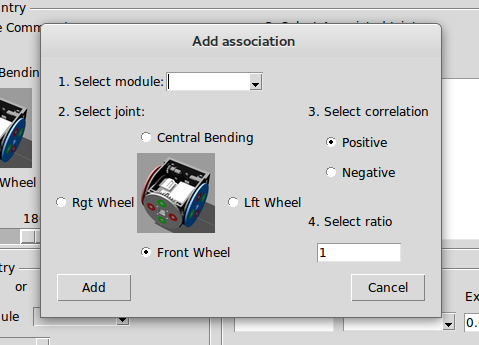 ntry
Add association
e Comm
Bendin
1. Select module:
2. Select joint:
3. Select correlation
Central Bending
Positive
Negative
Wheel
Rgt Wheel
Lft Wheel
18
4. Select ratio
Front Wheel
1
Add
Cancel
try
or
Ex
ule
0.